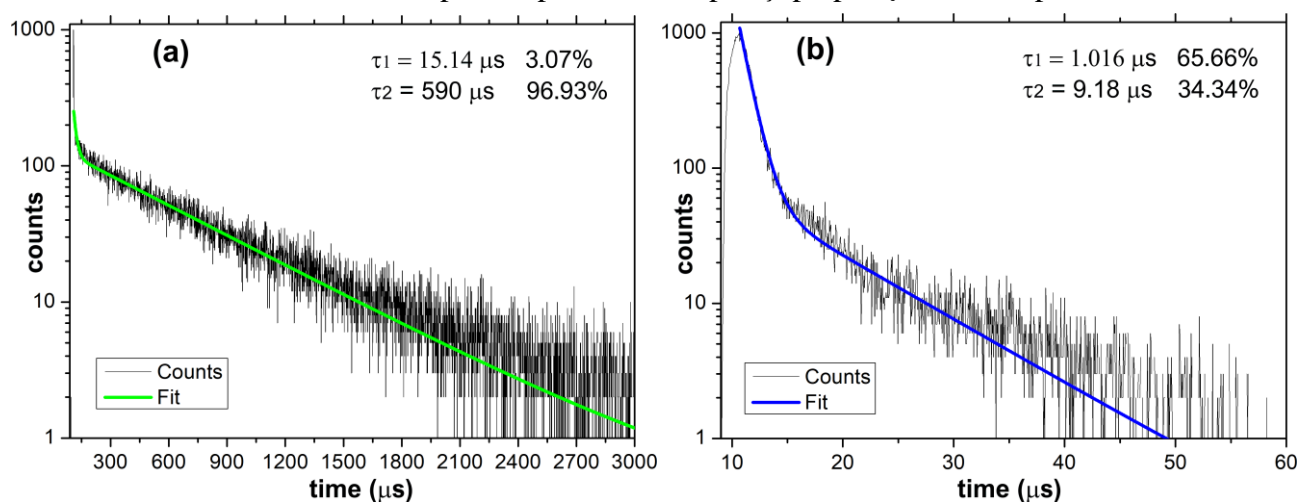 (a)
τ1 = 15.14 μs 3.07%
τ2 = 590 μs 96.93%
1000
100
10
1
counts
Counts
Fit
300 600 900 1200 1500 1800 2100 2400 2700 3000
time (μs)
(b)
τ1 = 1.016 μs 65.66%
τ2 = 9.18 μs 34.34%
1000
100
10
1
counts
Counts
Fit
10 20 30 40 50 60
time (μs)